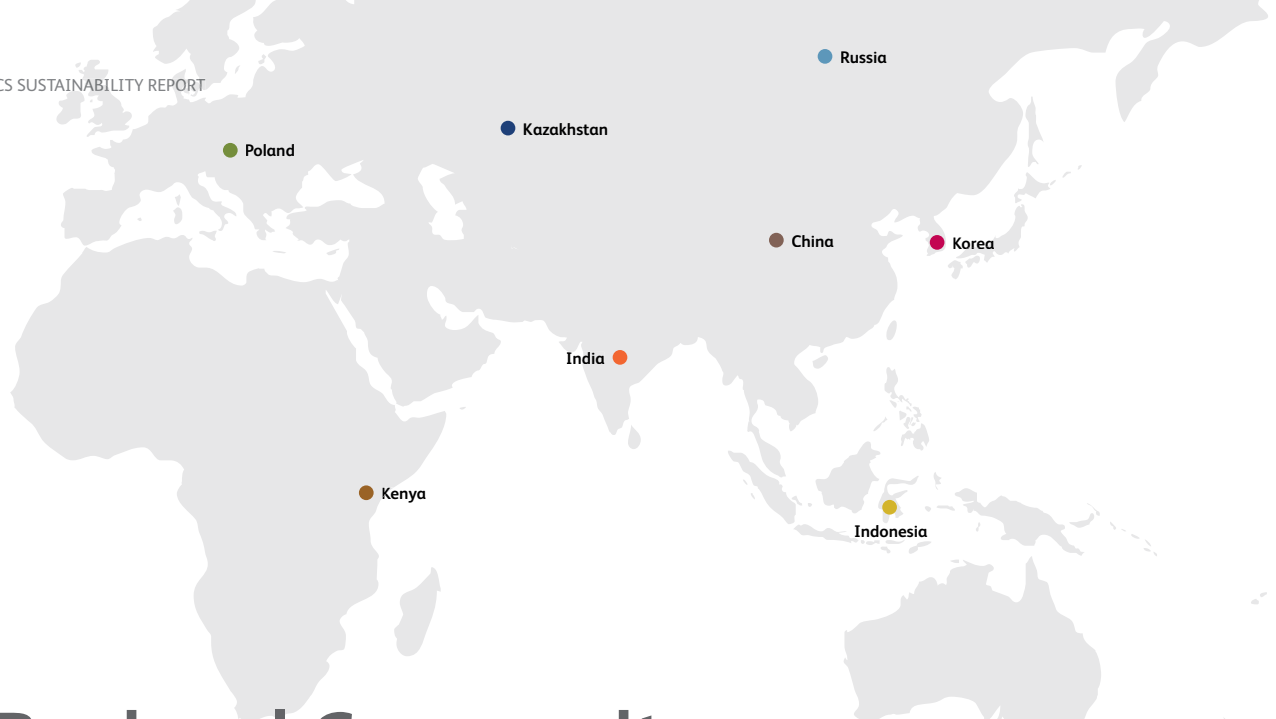 Russia
CS SUSTAINABILITY REPORT
Kazakhstan
Poland
China
Korea
India
Kenya
Indonesia